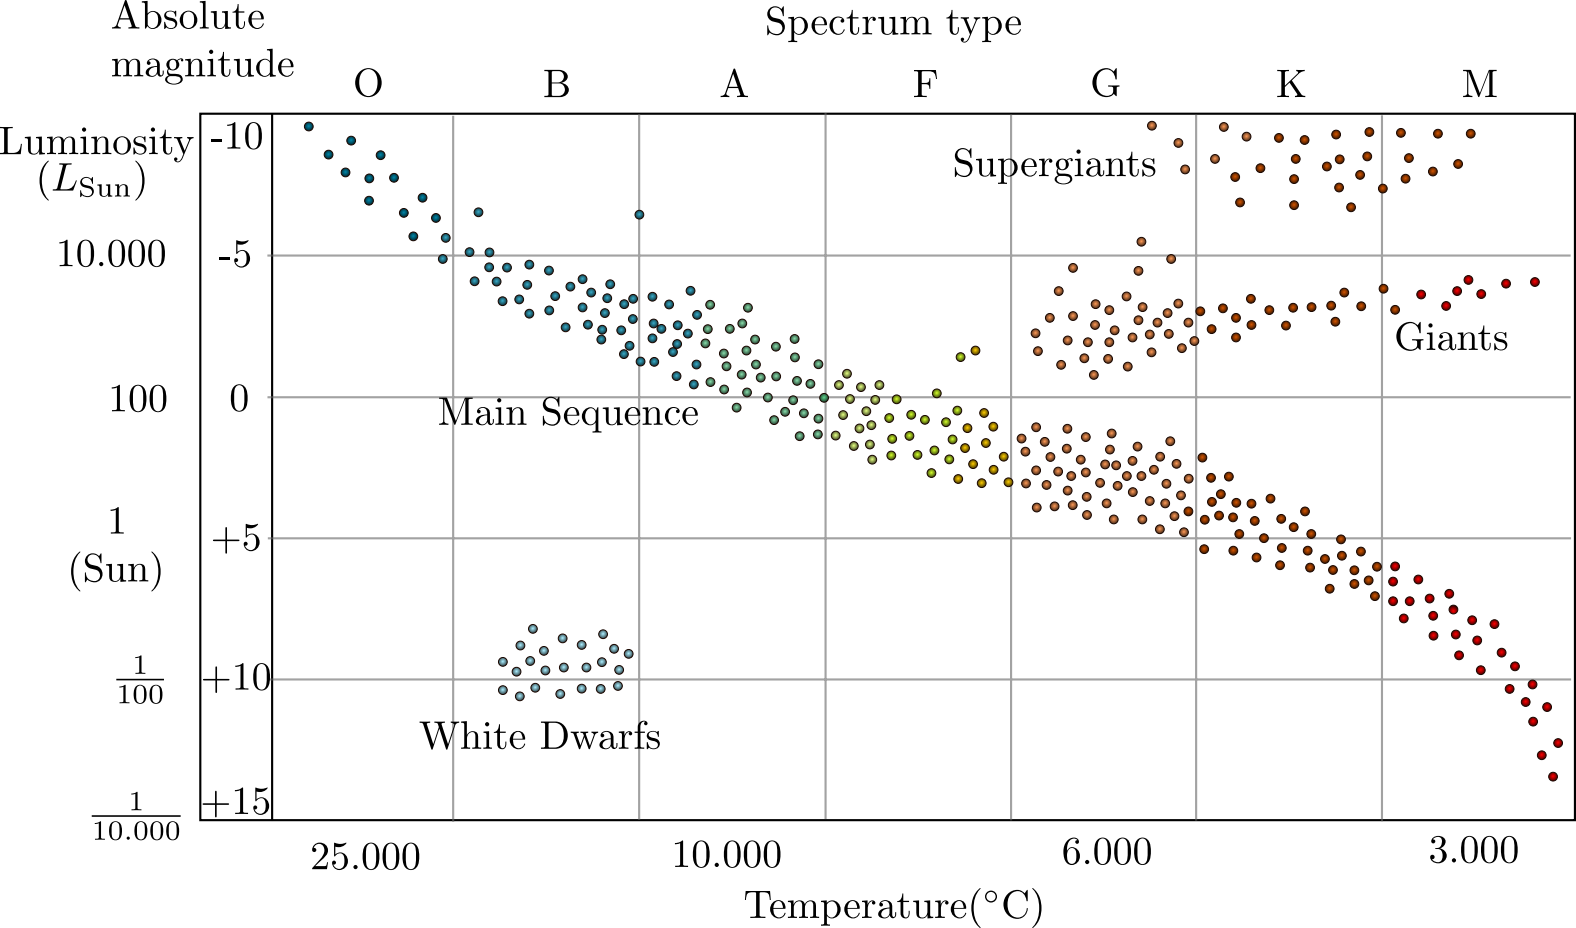 Absolute
magnitude
Spectrum type
O B A F G K M
Luminosity
(L_Sun)
-10
Supergiants
10.000
-5
Giants
100
0
Main Sequence
1
(Sun)
+5
1/100
+10
White Dwarfs
1/10.000
+15
25.000 10.000 6.000 3.000
Temperature(°C)